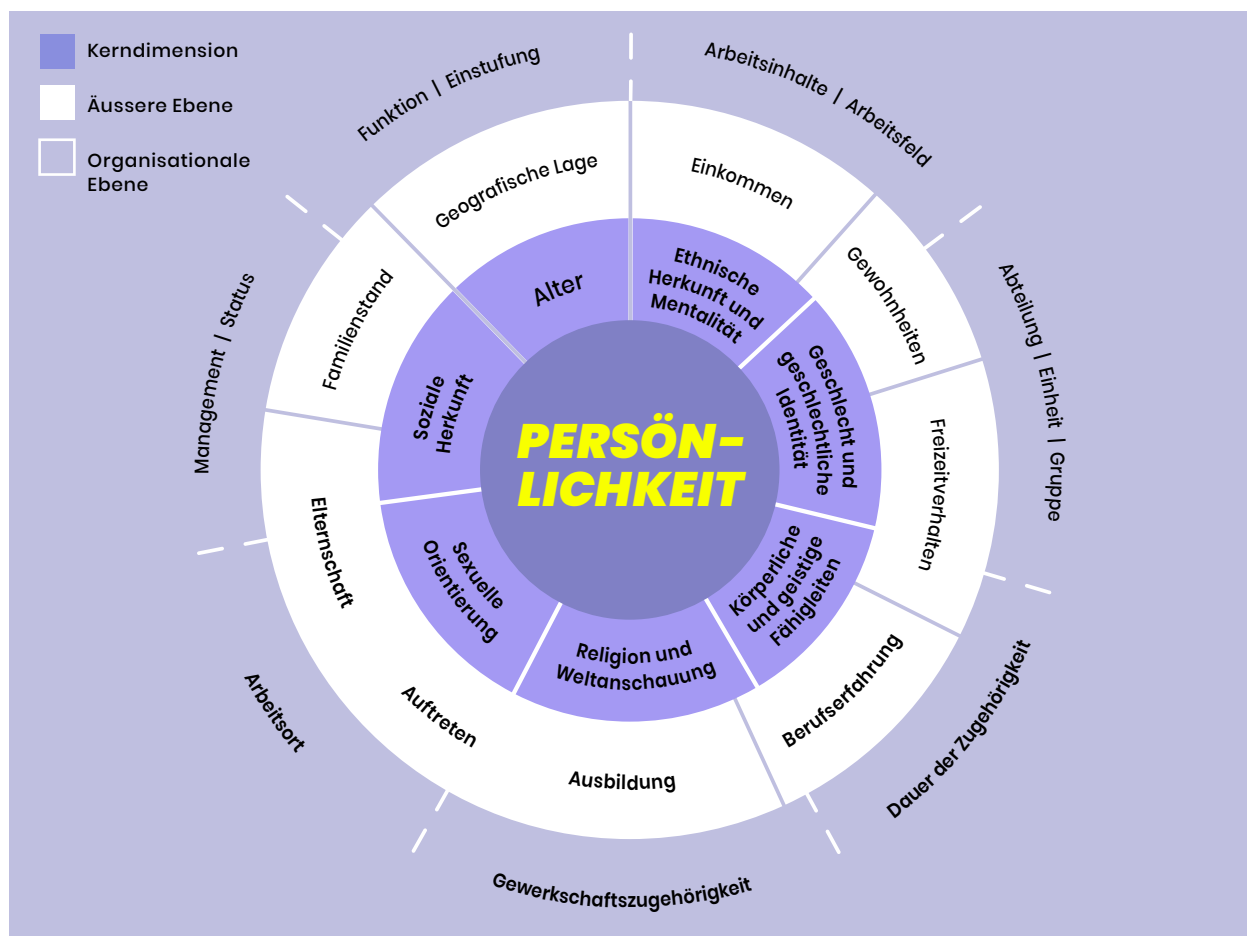 Kerndimension
Äussere Ebene
Organisationale
Ebene
Funktion | Einstufung
Arbeitsinhalte | Arbeitsfeld
Abteilung | Einheit | Gruppe
Dauer der Zugehörigkeit
Gewerkschaftszugehörigkeit
Arbeitsort
Management | Status
Geografische Lage
Einkommen
Gewohnheiten
Freizeitverhalten
Berufserfahrung
Ausbildung
Auftreten
Elternschaft
Familienstand
Alter
Ethnische
Herkunft und
Mentalität
Geschlecht und
geschlechtliche
Identität
Körperliche
und geistige
Fähigleiten
Religion und
Weltanschauung
Sexuelle
Orientierung
Soziale
Herkunft
PERSÖN-
LICHKEIT